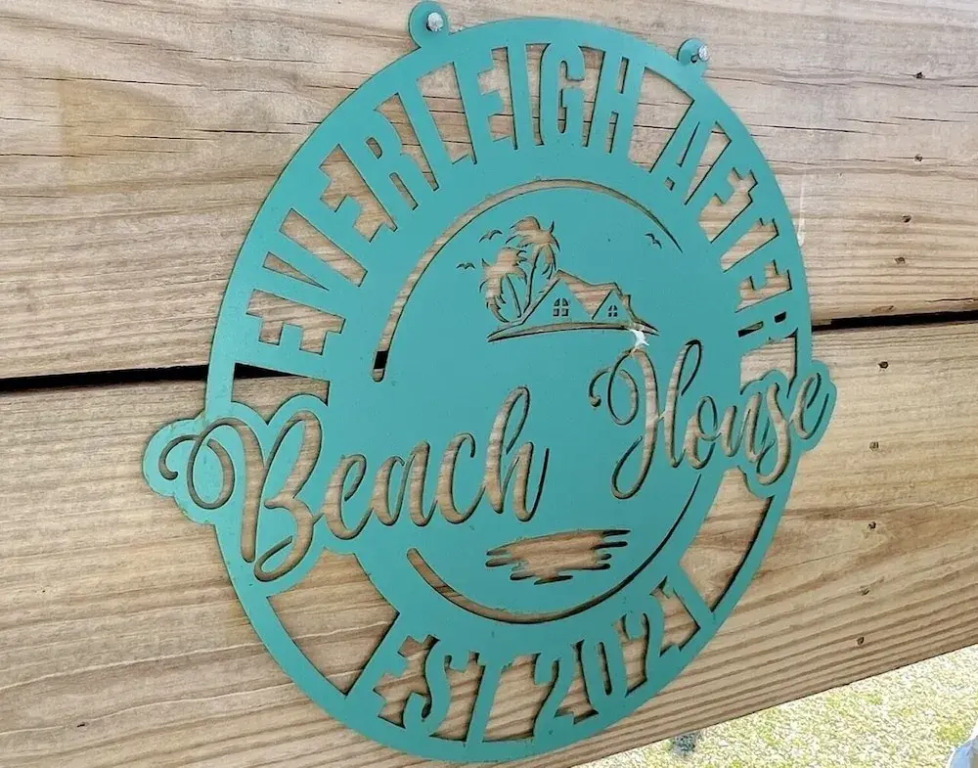 EVERLEIGH AFTER
Beach House
EST 2021